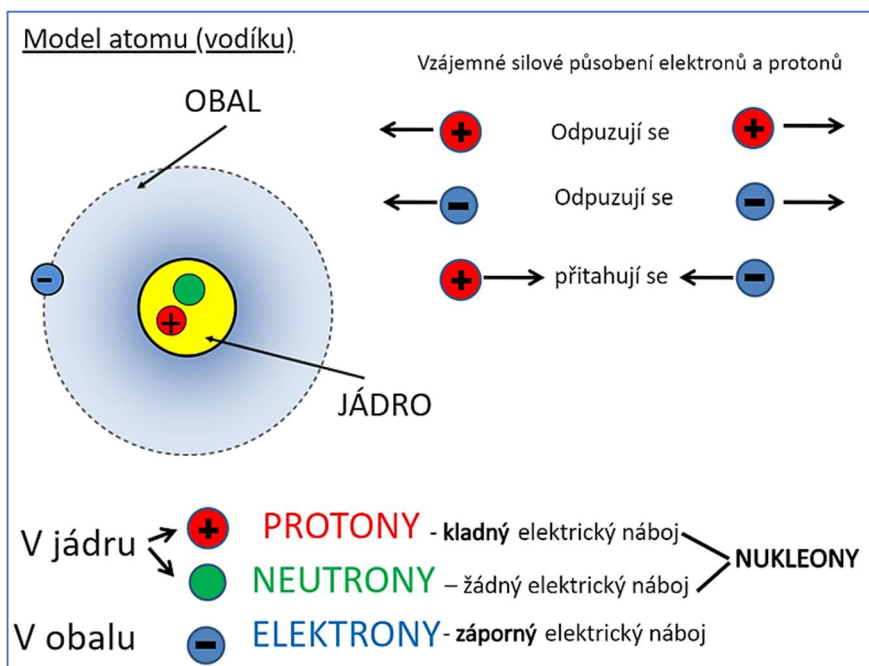 Model atomu (vodíku)
Vzájemné silové působení elektronů a protonů
OBAL
+ Odpuzují se +
- Odpuzují se -
+ přitahují se -
-
+
JÁDRO
V jádru + PROTONY - kladný elektrický náboj
NEUTRONY – žádný elektrický náboj
NUKLEONY
V obalu - ELEKTRONY - záporný elektrický náboj